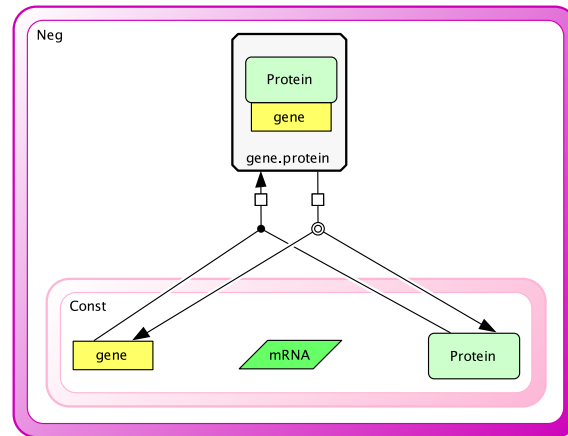 Neg
Protein
gene
gene.protein
Const
gene
mRNA
Protein